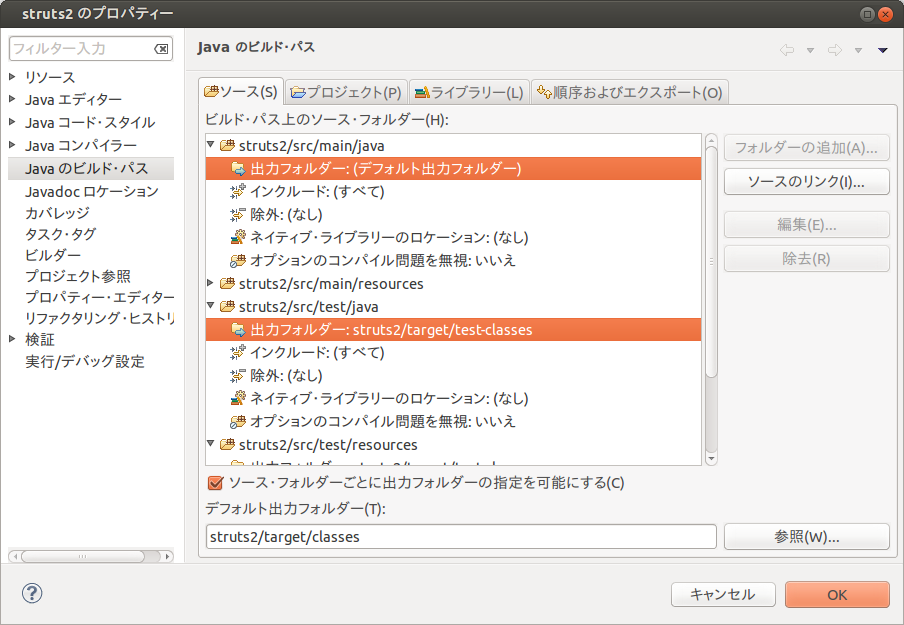 struts2 のプロパティー
フィルター入力
リソース
Java エディター
Java コード・スタイル
Java コンパイラー
Java のビルド・パス
Javadoc ロケーション
カバレッジ
タスク・タグ
ビルダー
プロジェクト参照
プロパティー・エディター
リファクタリング・ヒストリ
検証
実行/デバッグ設定
Java のビルド・パス
ソース(S)
プロジェクト(P)
ライブラリー(L)
順序およびエクスポート(O)
ビルド・パス上のソース・フォルダー(H):
struts2/src/main/java
出力フォルダー: (デフォルト出力フォルダー)
インクルード: (すべて)
除外: (なし)
ネイティブ・ライブラリーのロケーション: (なし)
オプションのコンパイル問題を無視: いいえ
struts2/src/main/resources
struts2/src/test/java
出力フォルダー: struts2/target/test-classes
インクルード: (すべて)
除外: (なし)
ネイティブ・ライブラリーのロケーション: (なし)
オプションのコンパイル問題を無視: いいえ
struts2/src/test/resources
フォルダーの追加(A)...
ソースのリンク(I)...
編集(E)...
除去(R)
ソース・フォルダーごとに出力フォルダーの指定を可能にする(C)
デフォルト出力フォルダー(T):
struts2/target/classes
参照(W)...
キャンセル
OK